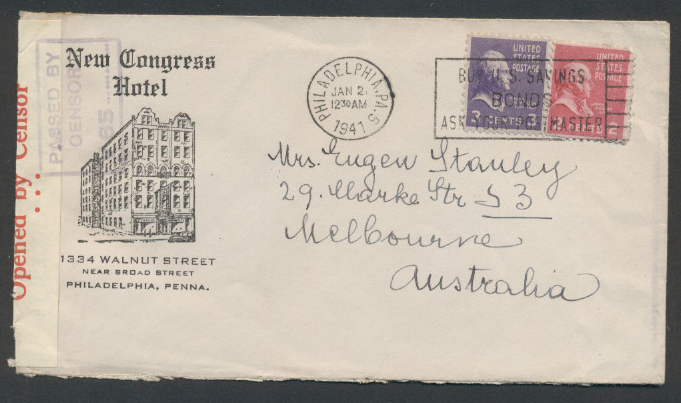 New Congress
Hotel
1334 WALNUT STREET
NEAR BROAD STREET
PHILADELPHIA, PENNA.
Opened by Censor
PASSED BY
CENSOR
PHILADELPHIA, PA.
JAN 2
12 30 AM
1941
BUY U.S. SAVINGS
BONDS
ASK YOUR POSTMASTER
UNITED
STATES
POSTAGE
3 CENTS 3
UNITED
STATES
POSTAGE
2
Mrs. Eugen Stanley
29. Clarke Str S 3
Melbourne
Australia